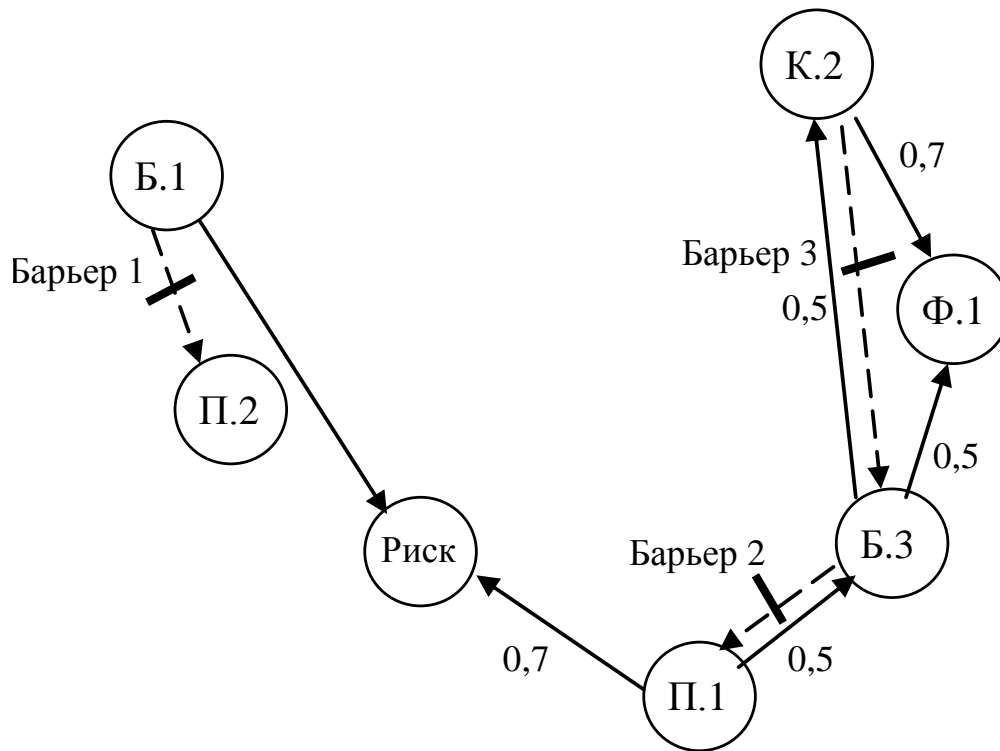 К.2
0,7
Б.1
Барьер 3
Барьер 1
0,5
Ф.1
П.2
0,5
Риск
Барьер 2
Б.3
0,7
0,5
П.1